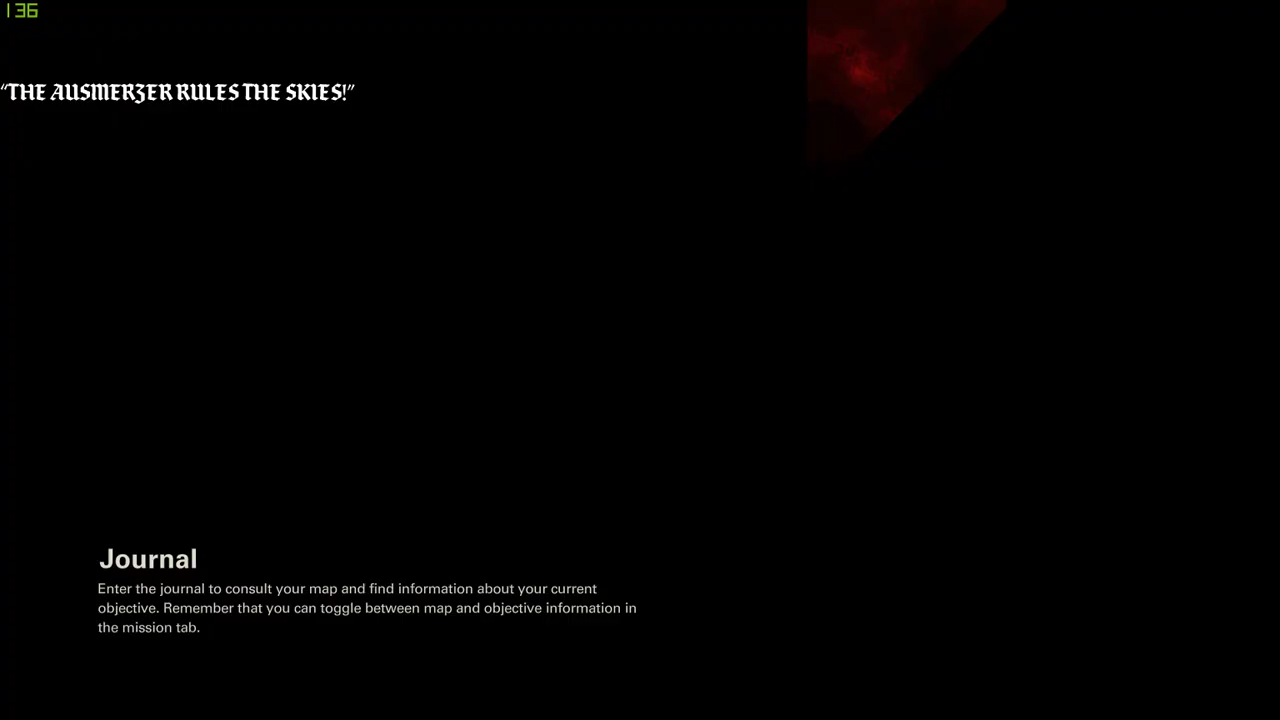 136
“THE AUSMERZER RULES THE SKIES!”
Journal
Enter the journal to consult your map and find information about your current
objective. Remember that you can toggle between map and objective information in
the mission tab.